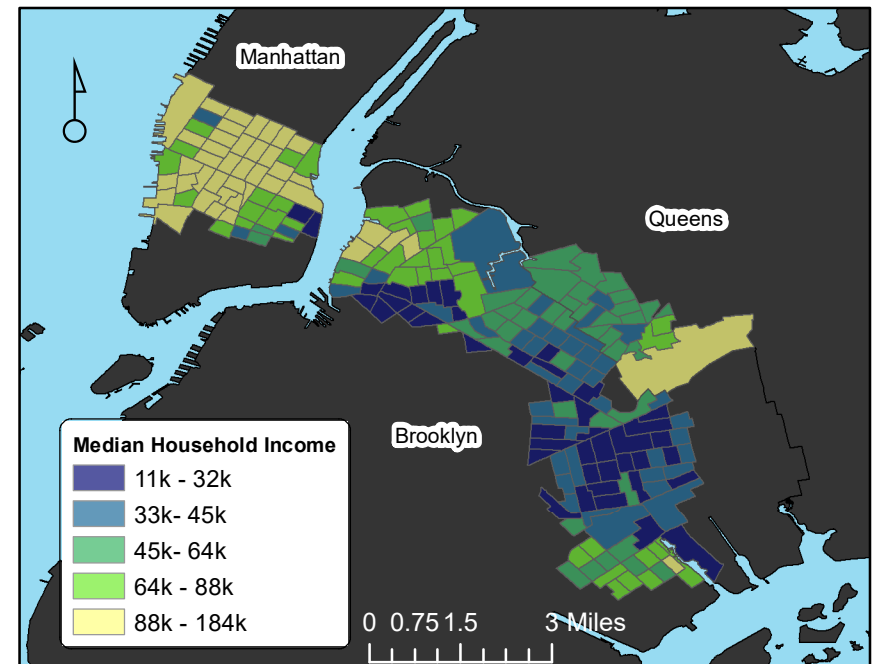 Manhattan
Queens
Brooklyn
Median Household Income
11k - 32k
33k- 45k
45k- 64k
64k - 88k
88k - 184k
0 0.75 1.5 3 Miles